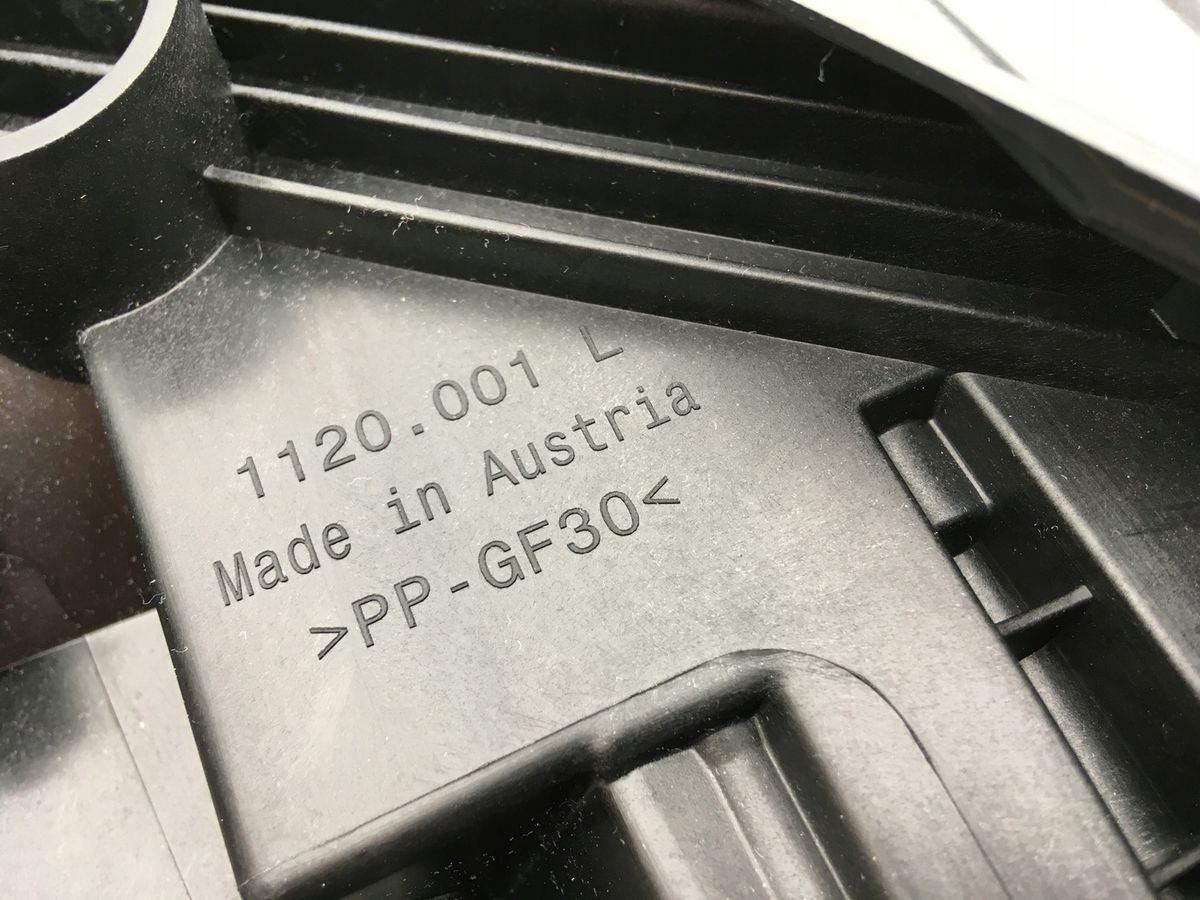 1120.001 L
Made in Austria
>PP-GF30<